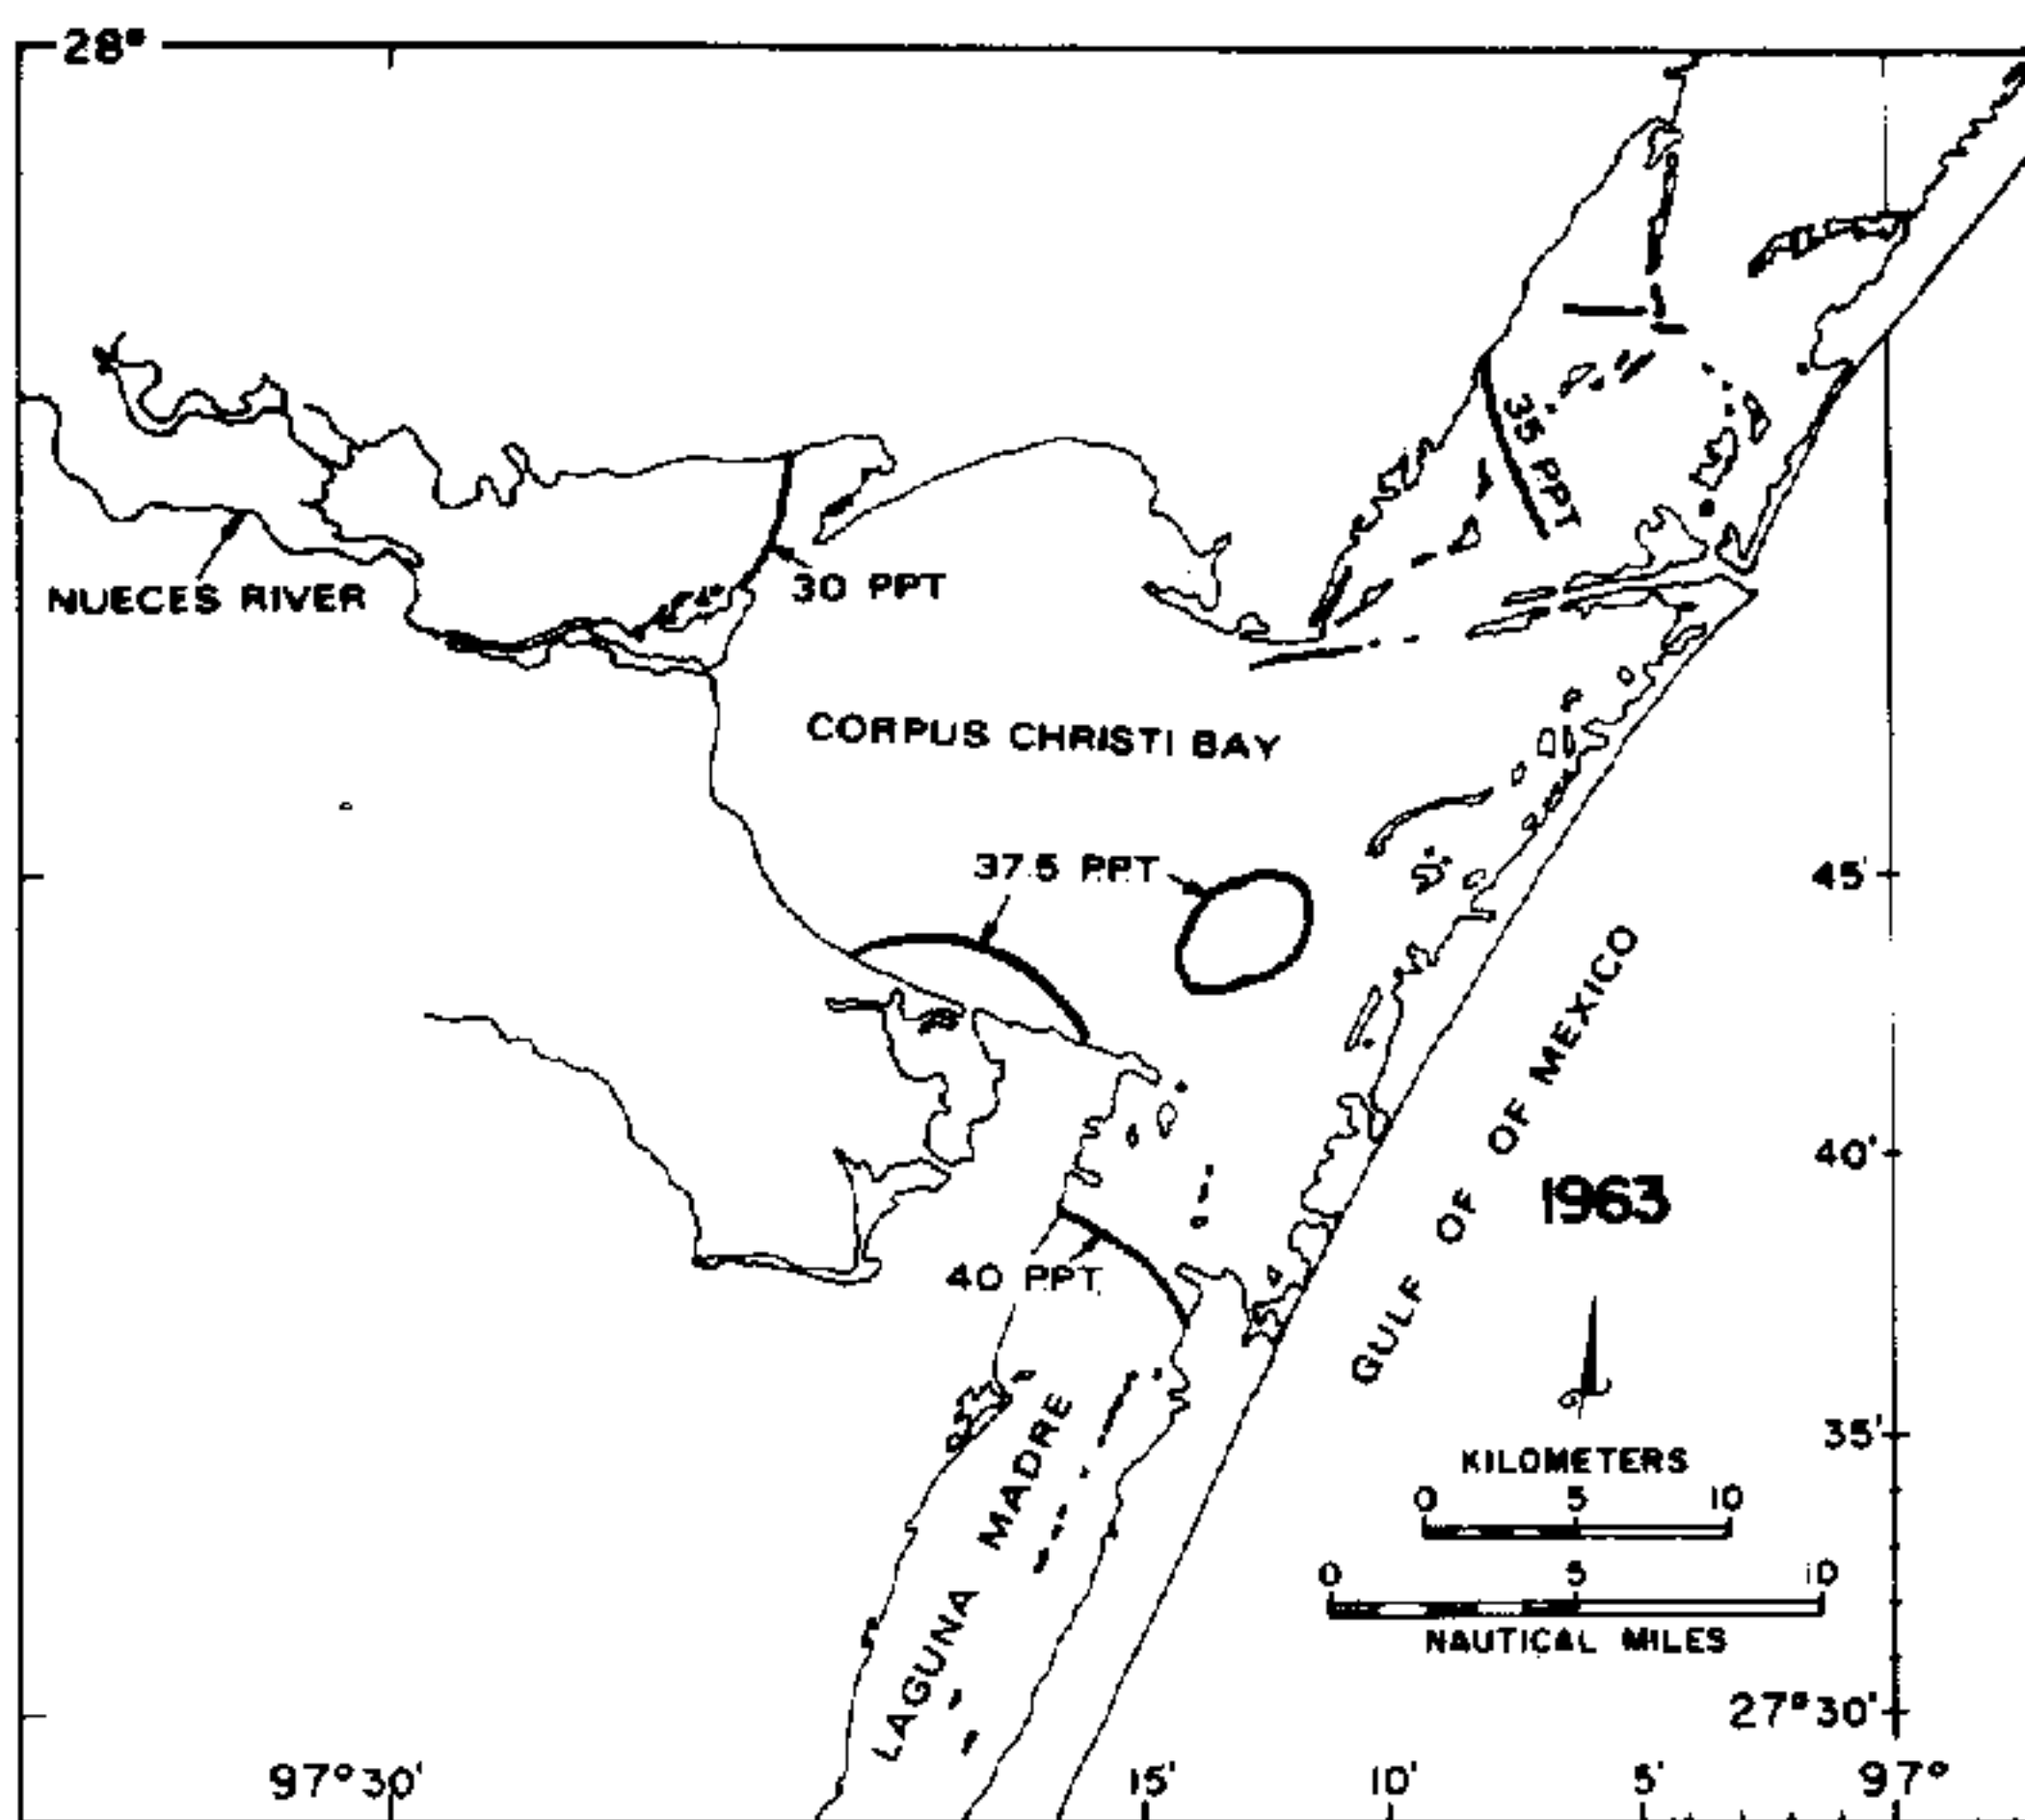 28°
35 PPT
NUECES RIVER
30 PPT
CORPUS CHRISTI BAY
37.5 PPT
45'
GULF OF OF MEXICO
40'
1963
40 PPT
LAGUNA MADRE
35'
KILOMETERS
0 5 10
0 5 10
NAUTICAL MILES
27°30'
97°30' 15' 10' 5' 97°